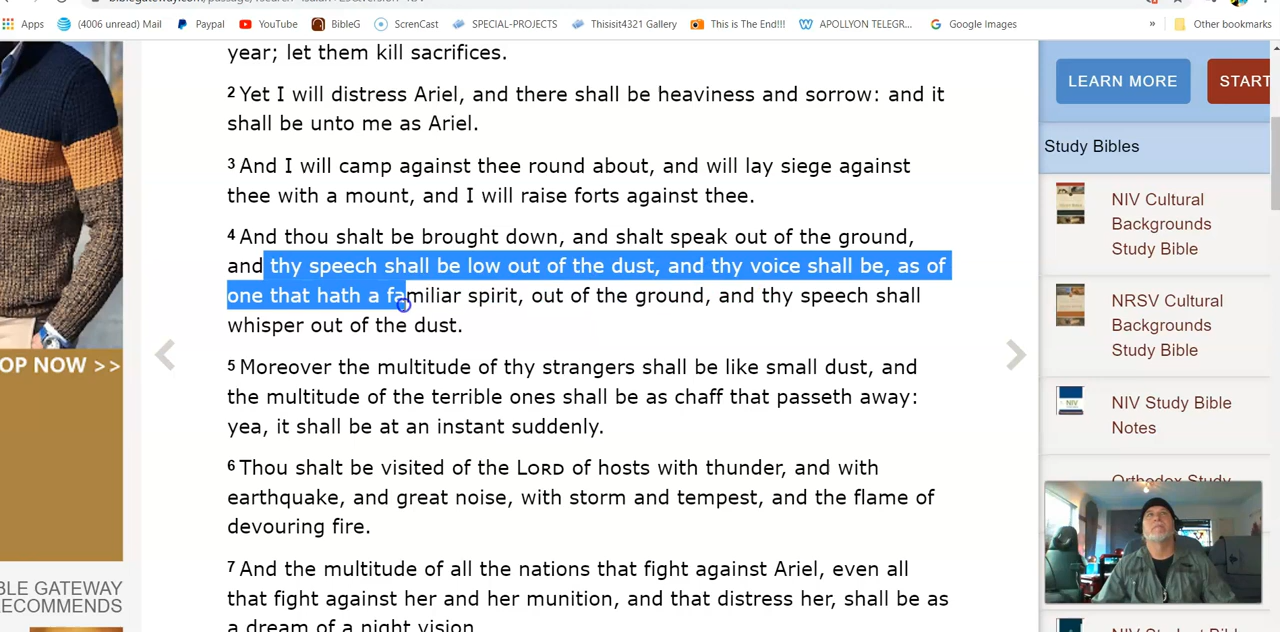 Apps
(4006 unread) Mail
Paypal
Youtube
BibleG
ScrenCast
SPECIAL-PROJECTS
Thisisit4321 Gallery
This is The End!!!
APOLLYON TELEGR...
Google Images
»
Other bookmarks
year; let them kill sacrifices.
2 Yet I will distress Ariel, and there shall be heaviness and sorrow: and it
shall be unto me as Ariel.
3 And I will camp against thee round about, and will lay siege against
thee with a mount, and I will raise forts against thee.
4 And thou shalt be brought down, and shalt speak out of the ground,
and thy speech shall be low out of the dust, and thy voice shall be, as of
one that hath a familiar spirit, out of the ground, and thy speech shall
whisper out of the dust.
5 Moreover the multitude of thy strangers shall be like small dust, and
the multitude of the terrible ones shall be as chaff that passeth away:
yea, it shall be at an instant suddenly.
6 Thou shalt be visited of the LORD of hosts with thunder, and with
earthquake, and great noise, with storm and tempest, and the flame of
devouring fire.
7 And the multitude of all the nations that fight against Ariel, even all
that fight against her and her munition, and that distress her, shall be as
a dream of a night vision.
OP NOW >>
BLE GATEWAY
ECOMMENDS
LEARN MORE
START
Study Bibles
NIV Cultural
Backgrounds
Study Bible
NRSV Cultural
Backgrounds
Study Bible
NIV
NIV Study Bible
Notes
Orthodox Study
NIV Student Bible